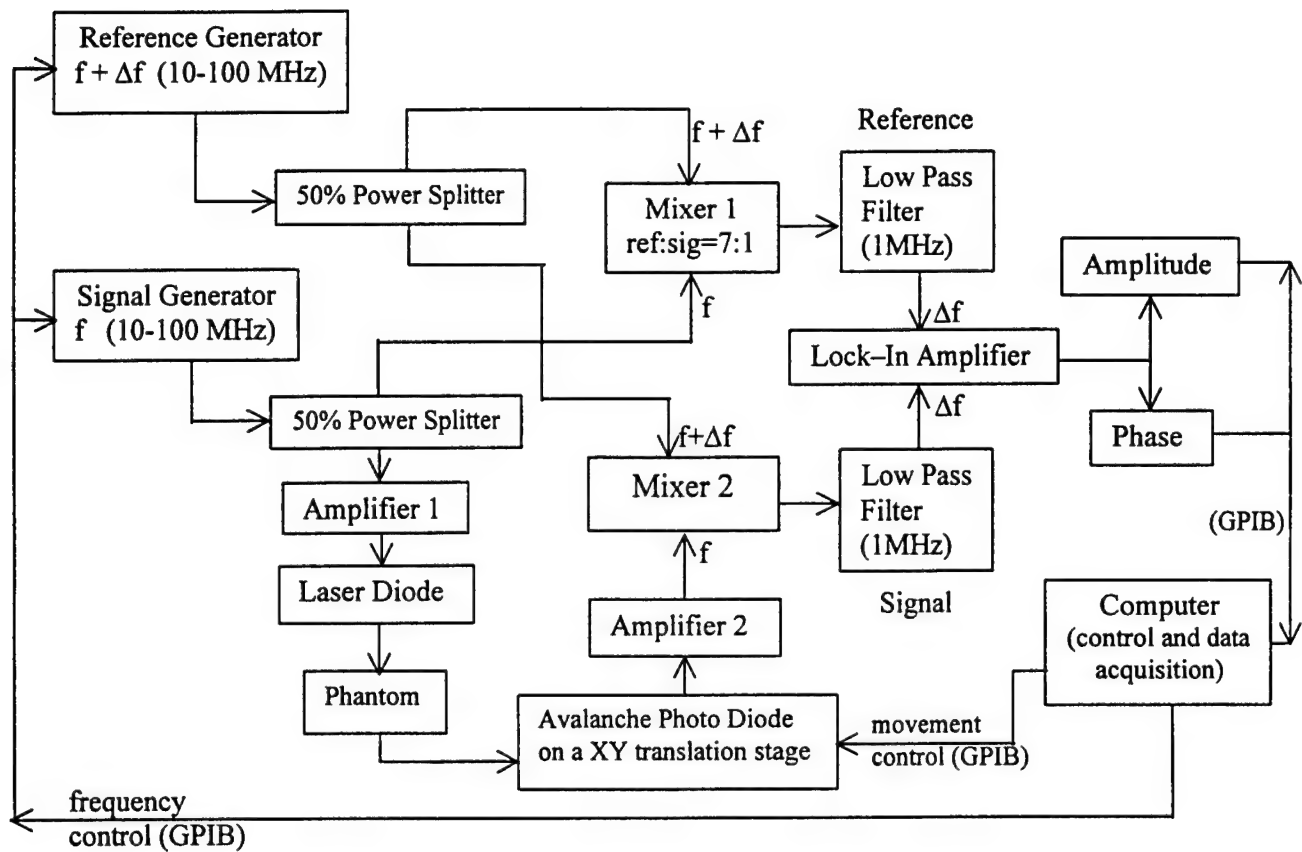 Reference Generator
f + Δf (10-100 MHz)
50% Power Splitter
f + Δf
Mixer 1
ref:sig=7:1
f
Reference
Low Pass
Filter
(1MHz)
Δf
Amplitude
Signal Generator
f (10-100 MHz)
Lock–In Amplifier
Δf
Phase
50% Power Splitter
f+Δf
Mixer 2
f
Low Pass
Filter
(1MHz)
Signal
(GPIB)
Amplifier 1
Laser Diode
Amplifier 2
Computer
(control and data
acquisition)
Phantom
Avalanche Photo Diode
on a XY translation stage
movement
control (GPIB)
frequency
control (GPIB)